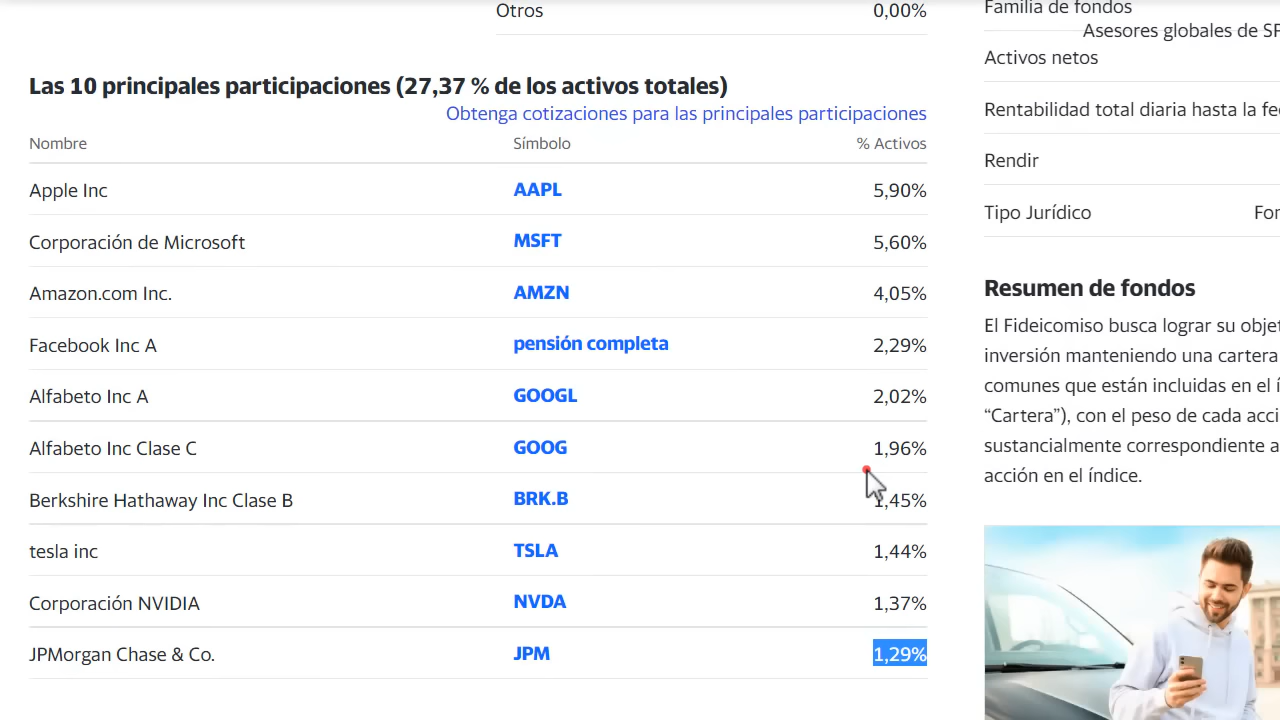 Otros 0,00%
Las 10 principales participaciones (27,37 % de los activos totales)
Obtenga cotizaciones para las principales participaciones
Nombre Símbolo % Activos
Apple Inc AAPL 5,90%
Corporación de Microsoft MSFT 5,60%
Amazon.com Inc. AMZN 4,05%
Facebook Inc A pensión completa 2,29%
Alfabeto Inc A GOOGL 2,02%
Alfabeto Inc Clase C GOOG 1,96%
Berkshire Hathaway Inc Clase B BRK.B 1,45%
tesla inc TSLA 1,44%
Corporación NVIDIA NVDA 1,37%
JPMorgan Chase & Co. JPM 1,29%
Familia de fondos
Asesores globales de SP
Activos netos
Rentabilidad total diaria hasta la fe
Rendir
Tipo Jurídico For
Resumen de fondos
El Fideicomiso busca lograr su objet
inversión manteniendo una cartera
comunes que están incluidas en el í
“Cartera”), con el peso de cada acci
sustancialmente correspondiente a
acción en el índice.